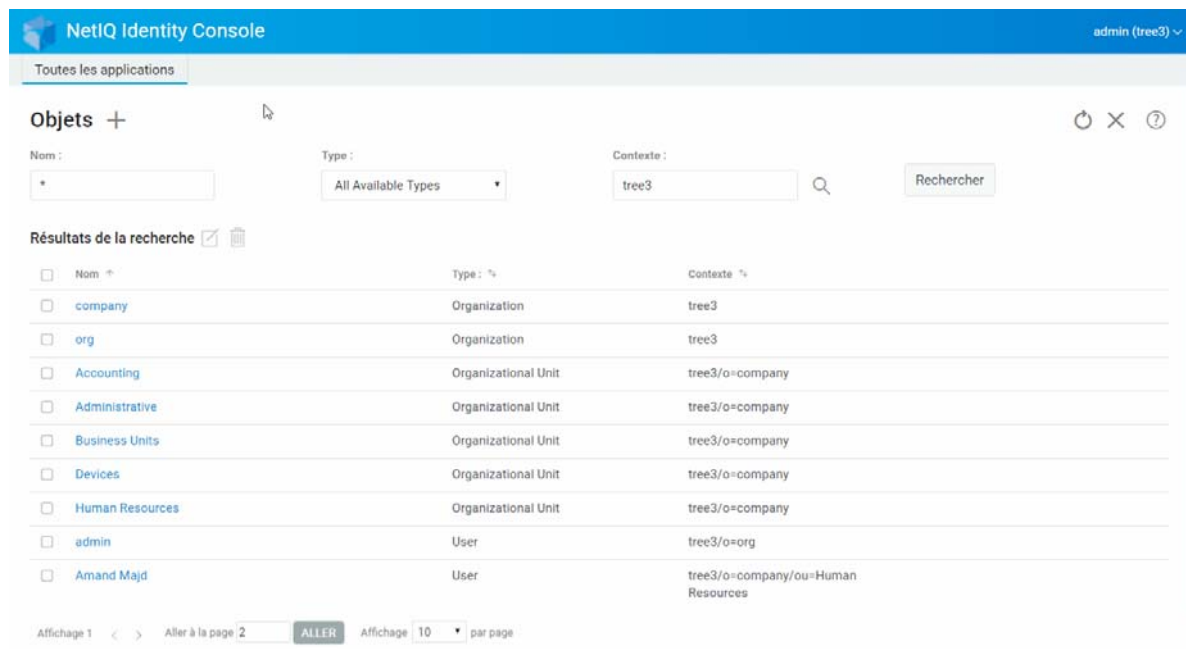 NetIQ Identity Console
admin (tree3)
Toutes les applications
Objets
Nom :
Type :
Contexte :
*
All Available Types
tree3
Rechercher
Résultats de la recherche
Nom
Type :
Contexte
company
Organization
tree3
org
Organization
tree3
Accounting
Organizational Unit
tree3/o=company
Administrative
Organizational Unit
tree3/o=company
Business Units
Organizational Unit
tree3/o=company
Devices
Organizational Unit
tree3/o=company
Human Resources
Organizational Unit
tree3/o=company
admin
User
tree3/o=org
Amand Majd
User
tree3/o=company/ou=Human
Resources
Affichage 1
Aller à la page 2
ALLER
Affichage 10 par page